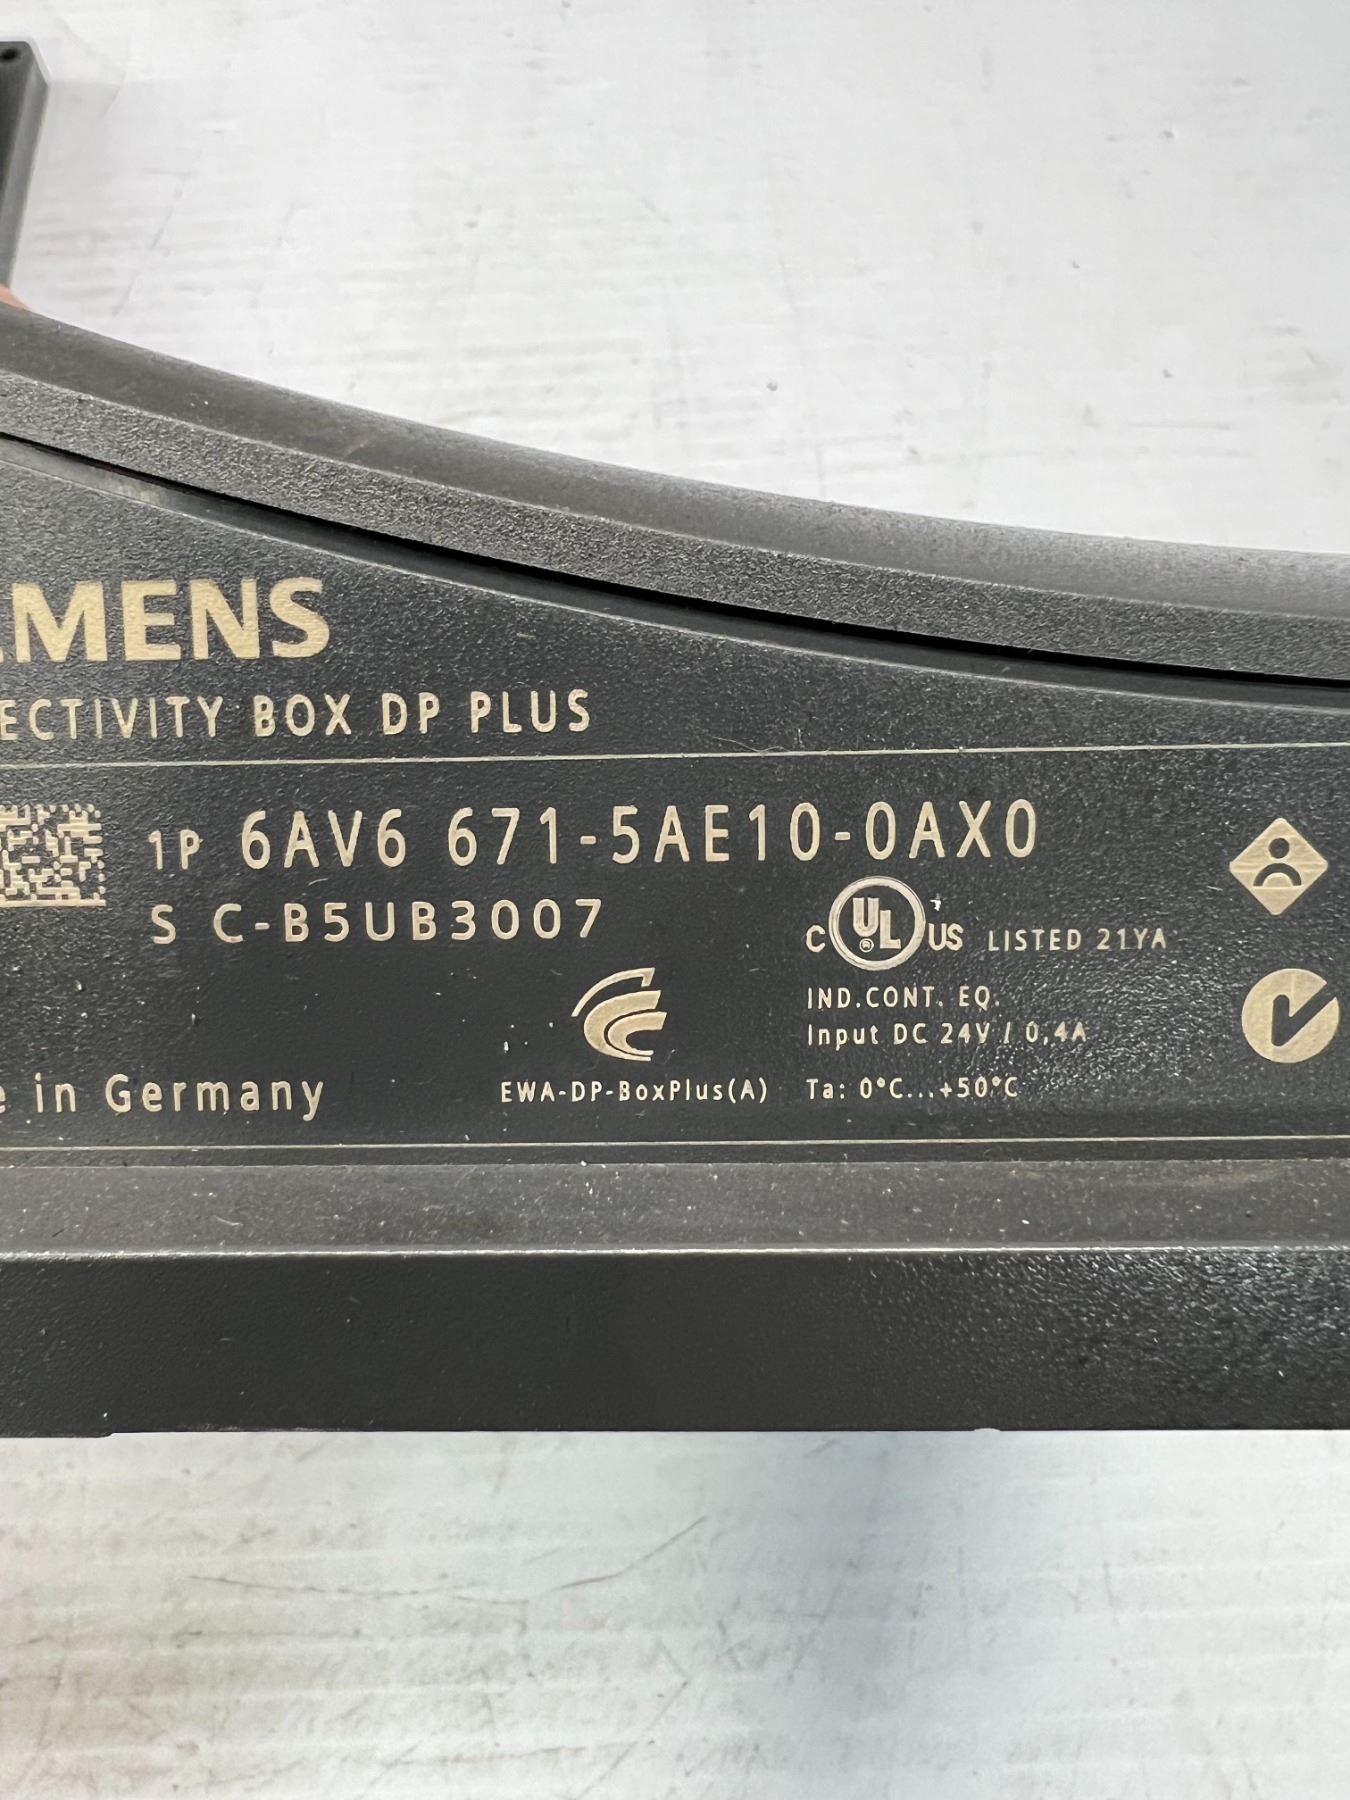 EMENS
ECTIVITY BOX DP PLUS
1P 6AV6 671-5AE10-0AX0
S C-B5UB3007
C UL ® US LISTED 21YA
IND.CONT. EQ.
Input DC 24V / 0,4A
e in Germany
EWA-DP-BoxPlus(A)
Ta: 0°C...+50°C